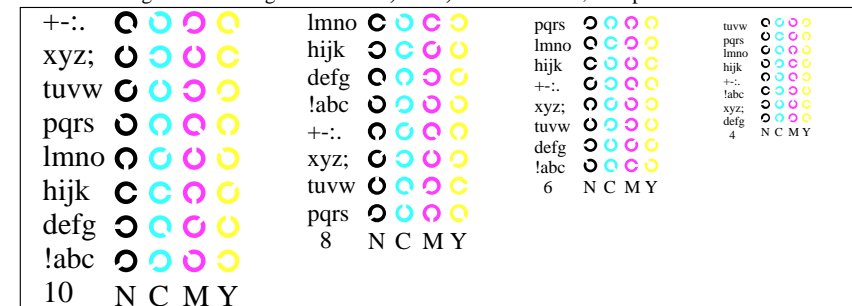 +-:.
xyz;
tuvw
pqrs
lmno
hijk
defg
!abc
10 N C M Y
lmno
hijk
defg
!abc
+-:.
xyz;
tuvw
pqrs
8 N C M Y
pqrs
lmno
hijk
+-:.
xyz;
tuvw
defg
!abc
6 N C M Y
tuvw
pqrs
lmno
hijk
+-:.
!abc
xyz;
defg
4 N C M Y